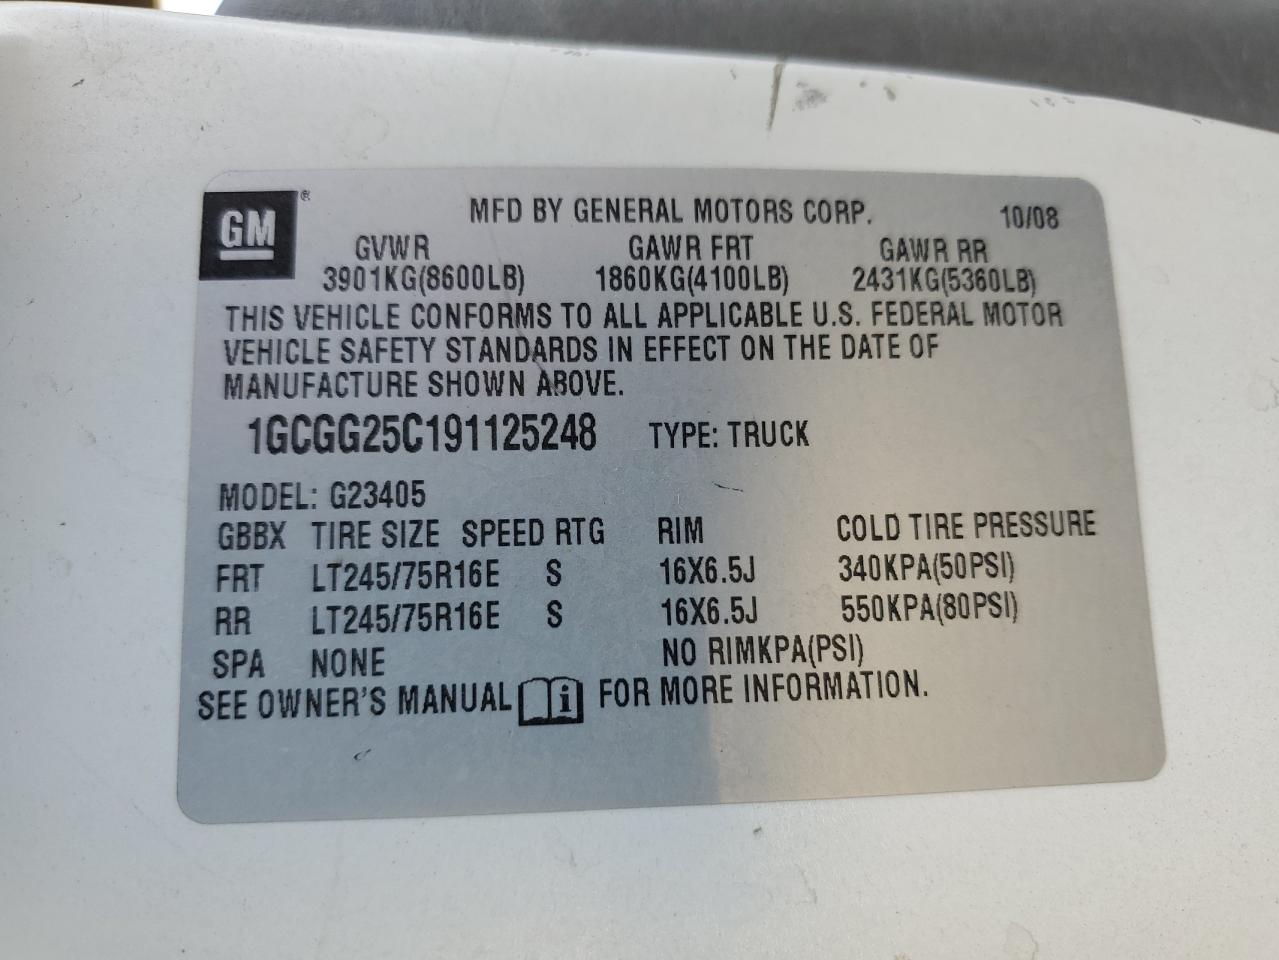 GM ® MFD BY GENERAL MOTORS CORP. 10/08
GVWR GAWR FRT GAWR RR
3901KG(8600LB) 1860KG(4100LB) 2431KG(5360LB)
THIS VEHICLE CONFORMS TO ALL APPLICABLE U.S. FEDERAL MOTOR
VEHICLE SAFETY STANDARDS IN EFFECT ON THE DATE OF
MANUFACTURE SHOWN ABOVE.
1GCGG25C191125248 TYPE: TRUCK
MODEL: G23405
GBBX TIRE SIZE SPEED RTG RIM COLD TIRE PRESSURE
FRT LT245/75R16E S 16X6.5J 340KPA(50PSI)
RR LT245/75R16E S 16X6.5J 550KPA(80PSI)
SPA NONE NO RIMKPA(PSI)
SEE OWNER'S MANUAL i FOR MORE INFORMATION.